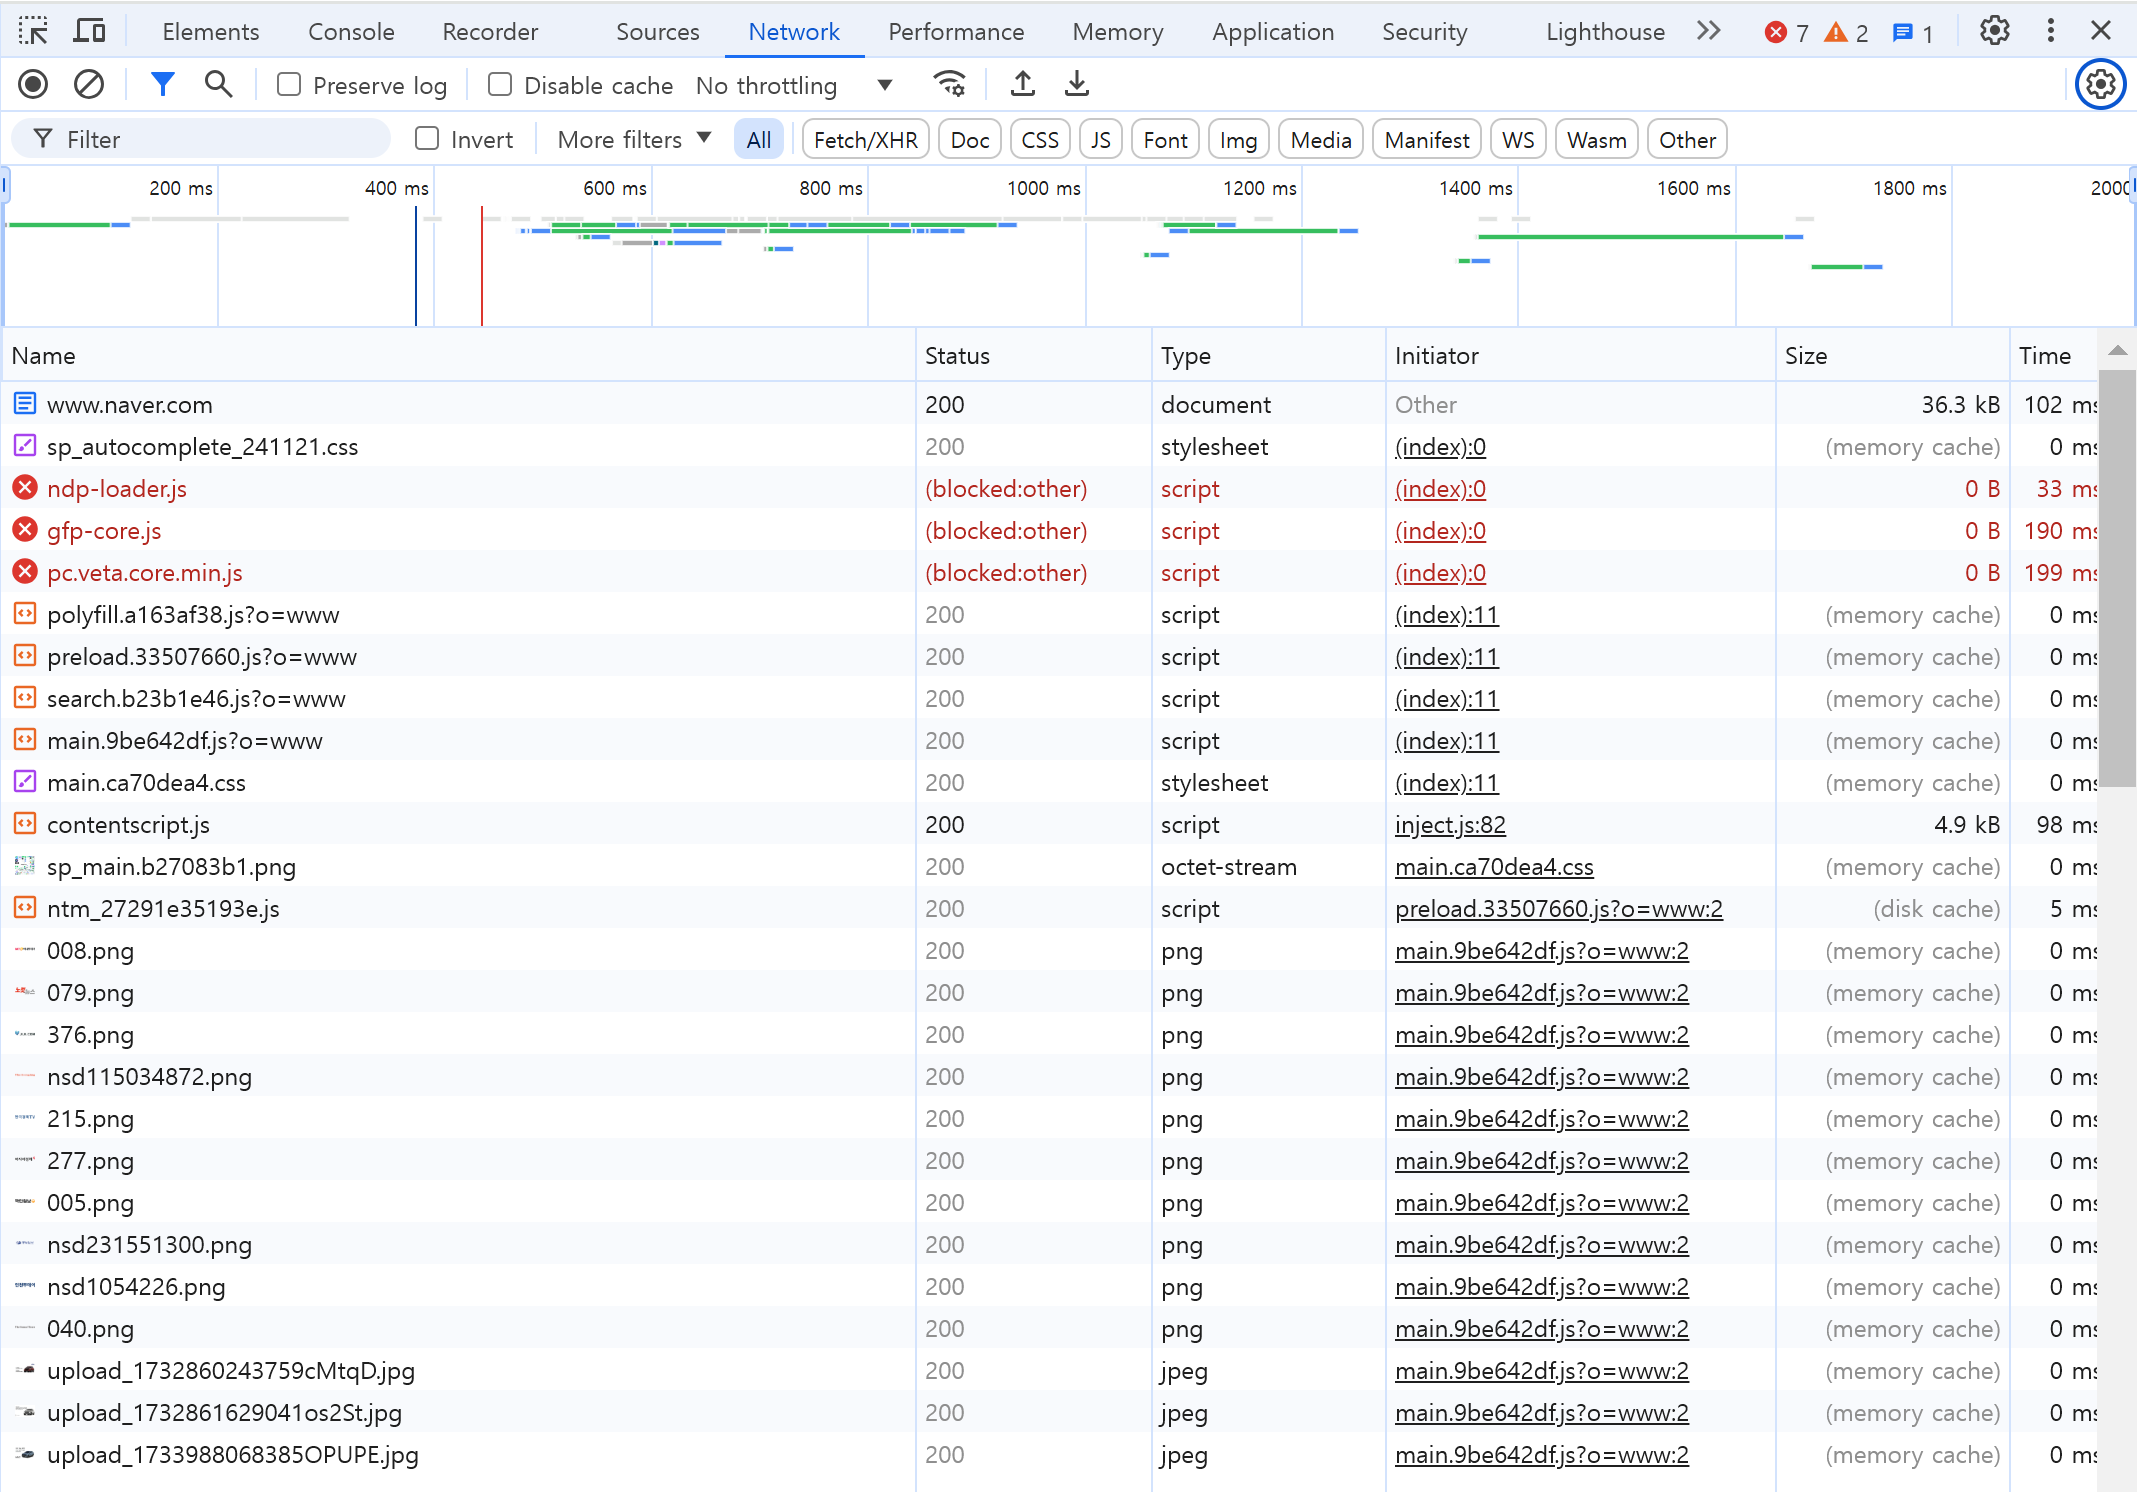 Elements Console Recorder Sources Network Performance Memory Application Security Lighthouse 7 2 1
Preserve log Disable cache No throttling
Filter Invert More filters All Fetch/XHR Doc CSS JS Font Img Media Manifest WS Wasm Other
200 ms 400 ms 600 ms 800 ms 1000 ms 1200 ms 1400 ms 1600 ms 1800 ms 2000
Name Status Type Initiator Size Time
www.naver.com 200 document Other 36.3 kB 102 ms
sp_autocomplete_241121.css 200 stylesheet (index):0 (memory cache) 0 ms
ndp-loader.js (blocked:other) script (index):0 0 B 33 ms
gfp-core.js (blocked:other) script (index):0 0 B 190 ms
pc.veta.core.min.js (blocked:other) script (index):0 0 B 199 ms
polyfill.a163af38.js?o=www 200 script (index):11 (memory cache) 0 ms
preload.33507660.js?o=www 200 script (index):11 (memory cache) 0 ms
search.b23b1e46.js?o=www 200 script (index):11 (memory cache) 0 ms
main.9be642df.js?o=www 200 script (index):11 (memory cache) 0 ms
main.ca70dea4.css 200 stylesheet (index):11 (memory cache) 0 ms
contentscript.js 200 script inject.js:82 4.9 kB 98 ms
sp_main.b27083b1.png 200 octet-stream main.ca70dea4.css (memory cache) 0 ms
ntm_27291e35193e.js 200 script preload.33507660.js?o=www:2 (disk cache) 5 ms
008.png 200 png main.9be642df.js?o=www:2 (memory cache) 0 ms
079.png 200 png main.9be642df.js?o=www:2 (memory cache) 0 ms
376.png 200 png main.9be642df.js?o=www:2 (memory cache) 0 ms
nsd115034872.png 200 png main.9be642df.js?o=www:2 (memory cache) 0 ms
215.png 200 png main.9be642df.js?o=www:2 (memory cache) 0 ms
277.png 200 png main.9be642df.js?o=www:2 (memory cache) 0 ms
005.png 200 png main.9be642df.js?o=www:2 (memory cache) 0 ms
nsd231551300.png 200 png main.9be642df.js?o=www:2 (memory cache) 0 ms
nsd1054226.png 200 png main.9be642df.js?o=www:2 (memory cache) 0 ms
040.png 200 png main.9be642df.js?o=www:2 (memory cache) 0 ms
upload_1732860243759cMtqD.jpg 200 jpeg main.9be642df.js?o=www:2 (memory cache) 0 ms
upload_1732861629041os2St.jpg 200 jpeg main.9be642df.js?o=www:2 (memory cache) 0 ms
upload_1733988068385OPUPE.jpg 200 jpeg main.9be642df.js?o=www:2 (memory cache) 0 ms